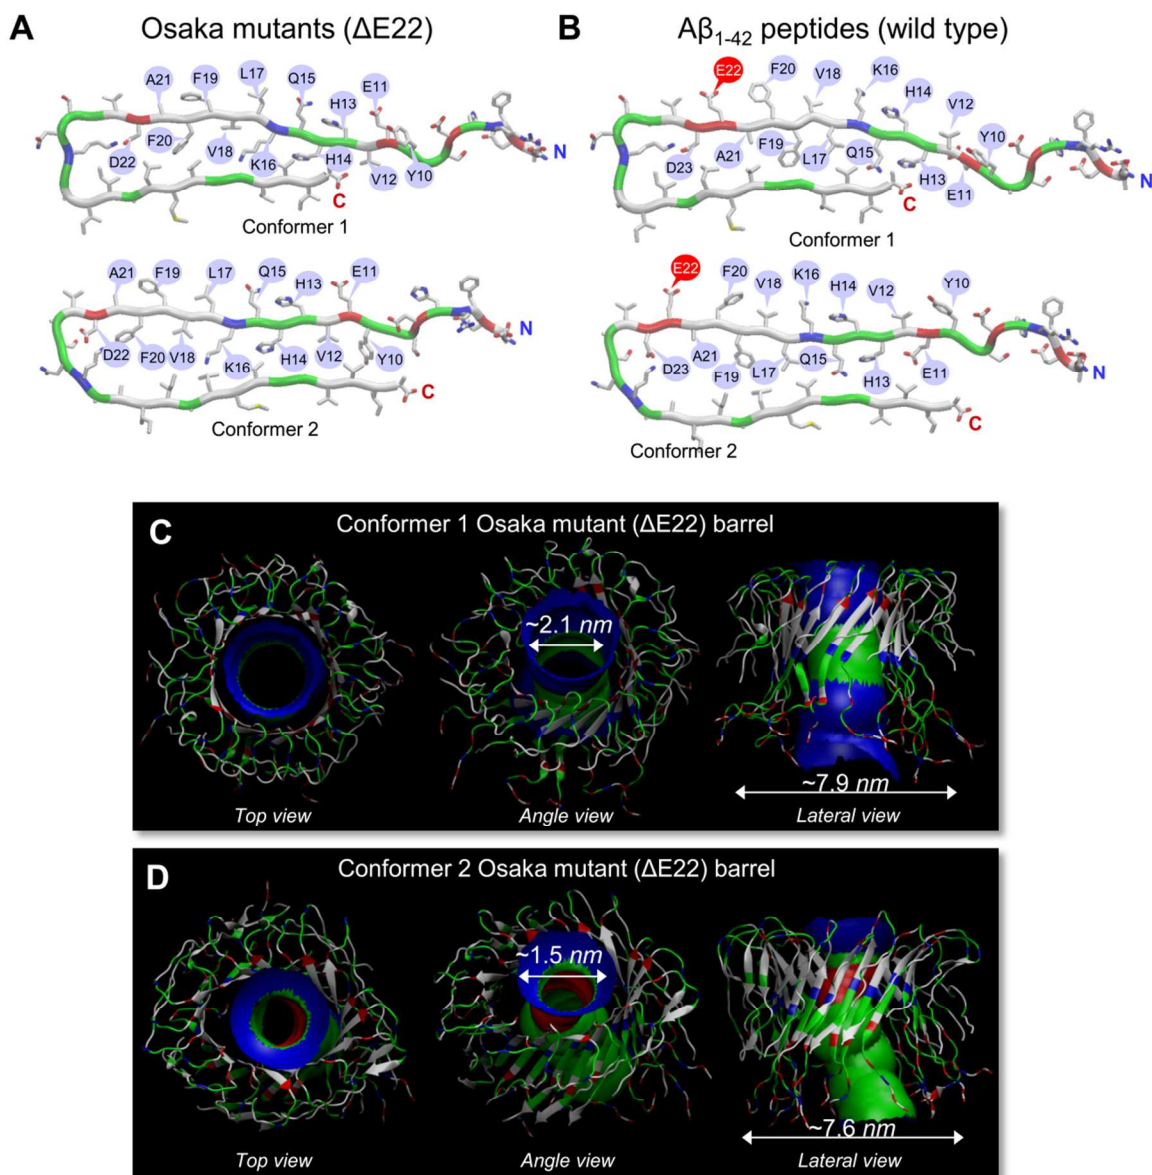 A Osaka mutants (ΔE22)
A21 F19 L17 Q15 H13 E11
D22 F20 V18 K16 H14 V12 Y10
N
C
Conformer 1
A21 F19 L17 Q15 H13 E11
D22 F20 V18 K16 H14 V12 Y10
N
C
Conformer 2
B Aβ1-42 peptides (wild type)
E22 F20 V18 K16 H14 V12 Y10
D23 A21 F19 L17 Q15 H13 E11
N
C
Conformer 1
E22 F20 V18 K16 H14 V12 Y10
D23 A21 F19 L17 Q15 H13 E11
N
C
Conformer 2
C Conformer 1 Osaka mutant (ΔE22) barrel
~2.1 nm
~7.9 nm
Top view Angle view Lateral view
D Conformer 2 Osaka mutant (ΔE22) barrel
~1.5 nm
~7.6 nm
Top view Angle view Lateral view